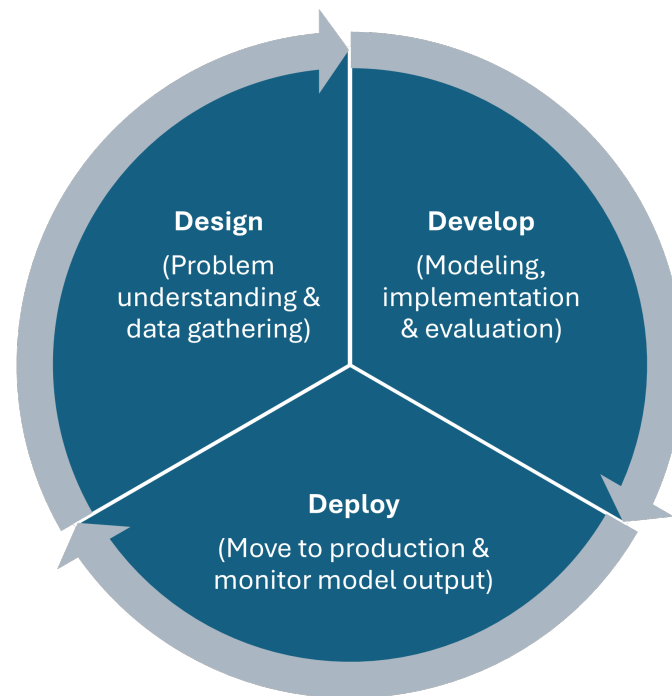 Design
(Problem
understanding &
data gathering)
Develop
(Modeling,
implementation
& evaluation)
Deploy
(Move to production &
monitor model output)